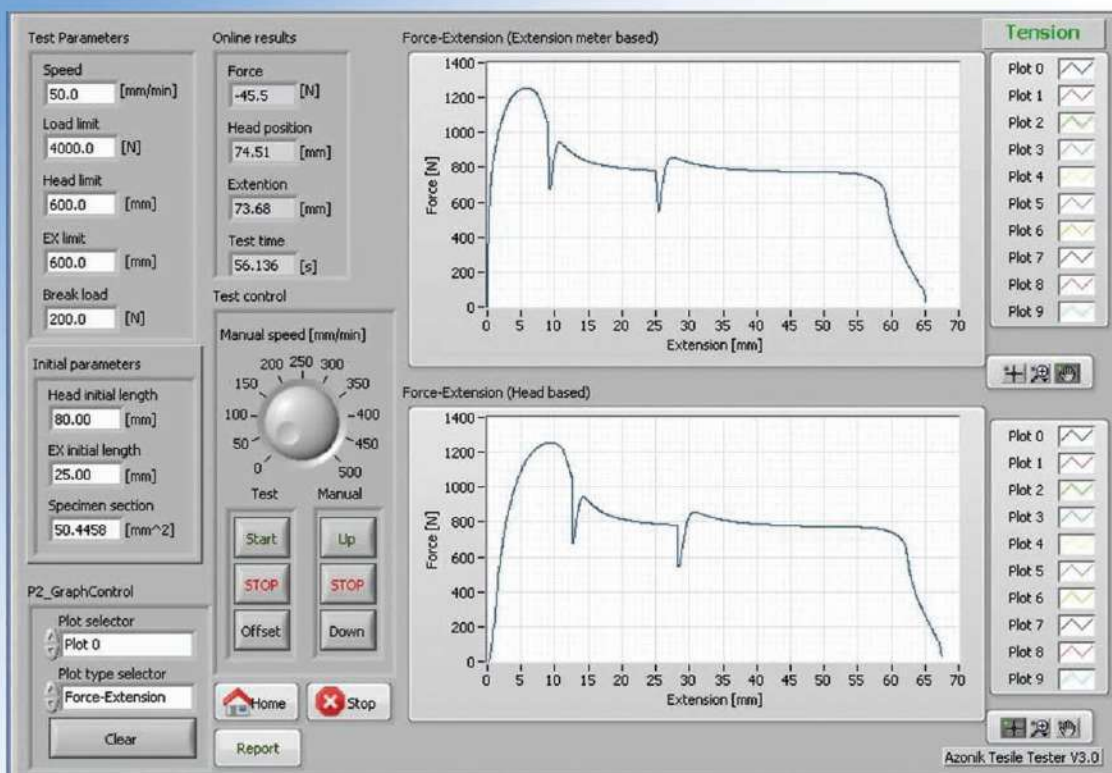 Test Parameters
Speed
50.0 [mm/min]
Load limit
4000.0 [N]
Head limit
600.0 [mm]
EX limit
600.0 [mm]
Break load
200.0 [N]
Initial parameters
Head initial length
80.00 [mm]
EX initial length
25.00 [mm]
Specimen section
50.4458 [mm^2]
P2_GraphControl
Plot selector
Plot 0
Plot type selector
Force-Extension
Clear
Online results
Force
-45.5 [N]
Head position
74.51 [mm]
Extention
73.68 [mm]
Test time
56.136 [s]
Test control
Manual speed [mm/min]
0
50
100
150
200
250
300
350
400
450
500
Test Manual
Start Up
STOP STOP
Offset Down
Home Stop
Report
Force-Extension (Extension meter based)
Force [N]
1400
1200
1000
800
600
400
200
0
0 5 10 15 20 25 30 35 40 45 50 55 60 65 70
Extension [mm]
Force-Extension (Head based)
Force [N]
1400
1200
1000
800
600
400
200
0
0 5 10 15 20 25 30 35 40 45 50 55 60 65 70
Extension [mm]
Tension
Plot 0
Plot 1
Plot 2
Plot 3
Plot 4
Plot 5
Plot 6
Plot 7
Plot 8
Plot 9
Plot 0
Plot 1
Plot 2
Plot 3
Plot 4
Plot 5
Plot 6
Plot 7
Plot 8
Plot 9
Azonik Tesile Tester V3.0